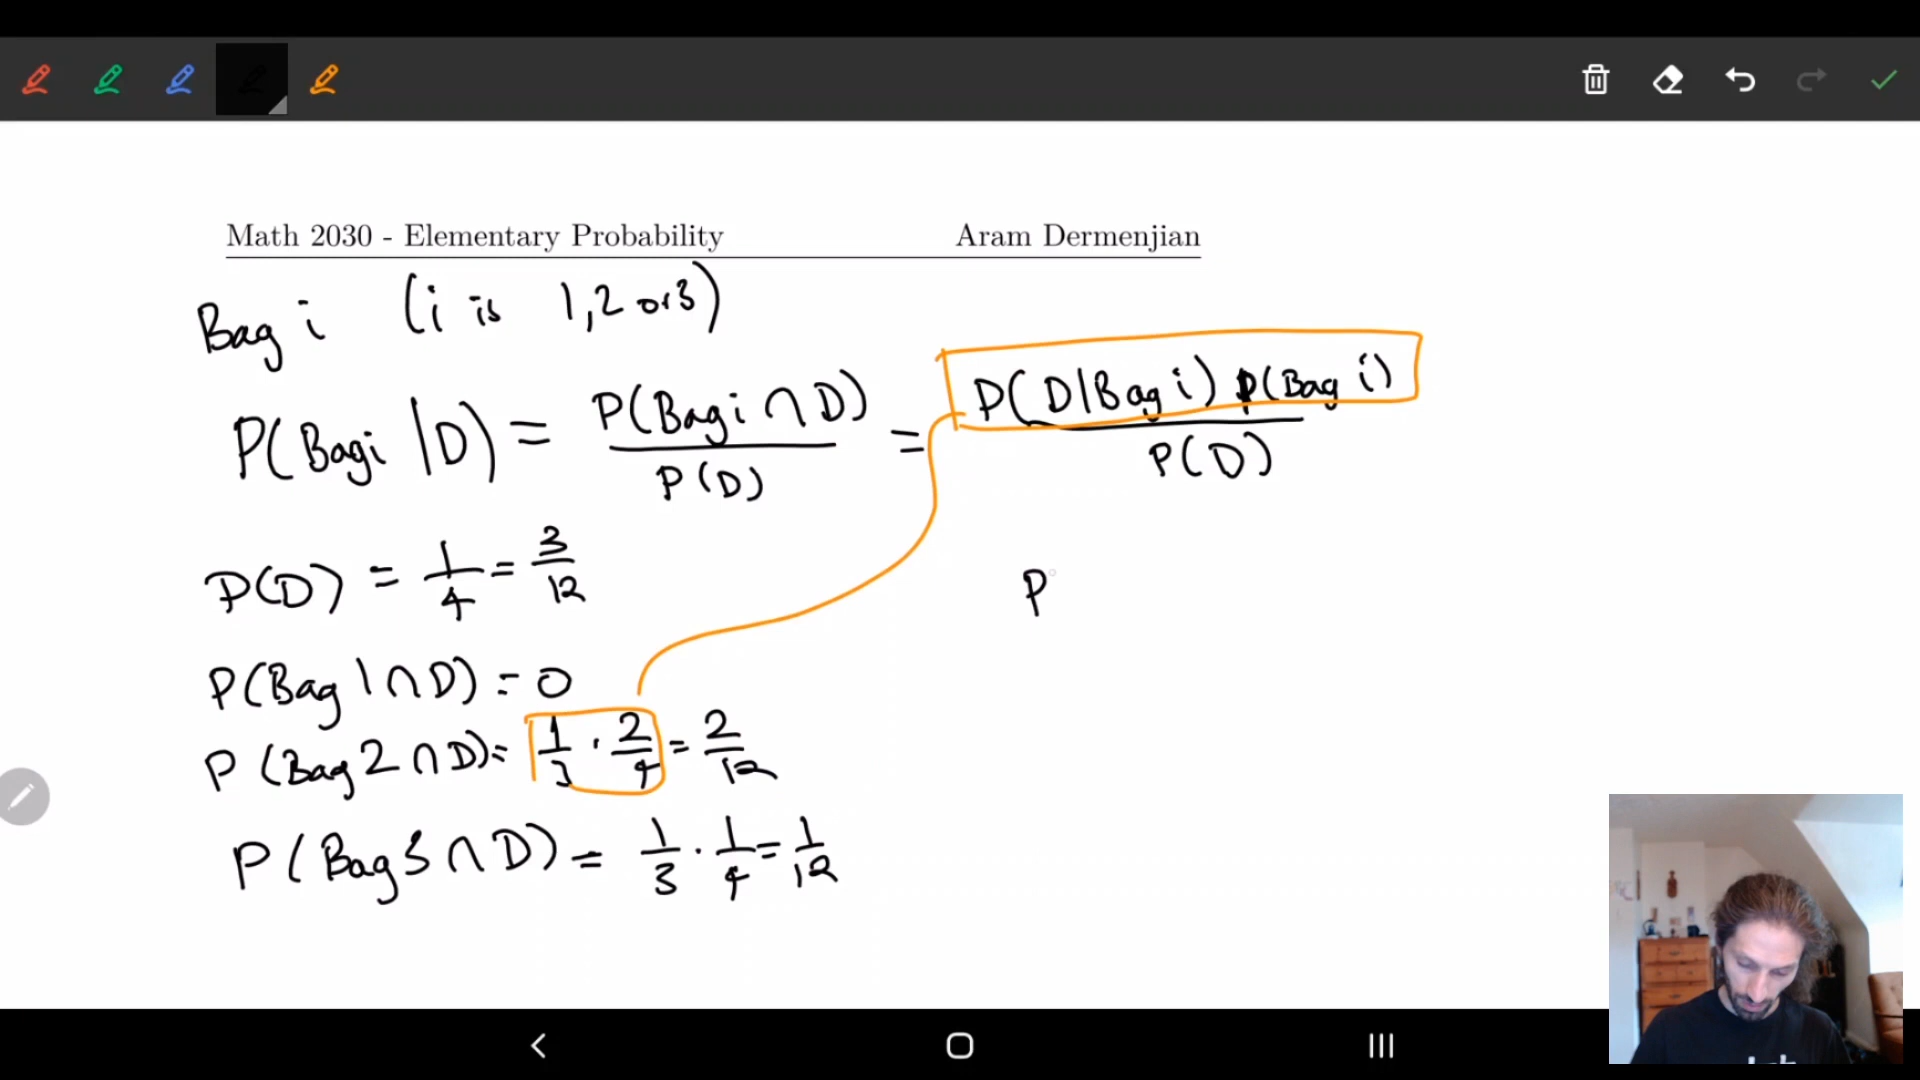 Math 2030 - Elementary Probability Aram Dermenjian
Bag i (i is 1,2 or 3)
P(Bag i | D) = P(Bag i ∩ D) / P(D) = P(D|Bag i) P(Bag i) / P(D)
P(D) = 1/4 = 3/12
P
P(Bag 1 ∩ D) = 0
P(Bag 2 ∩ D) = 1/3 · 2/4 = 2/12
P(Bag 3 ∩ D) = 1/3 · 1/4 = 1/12